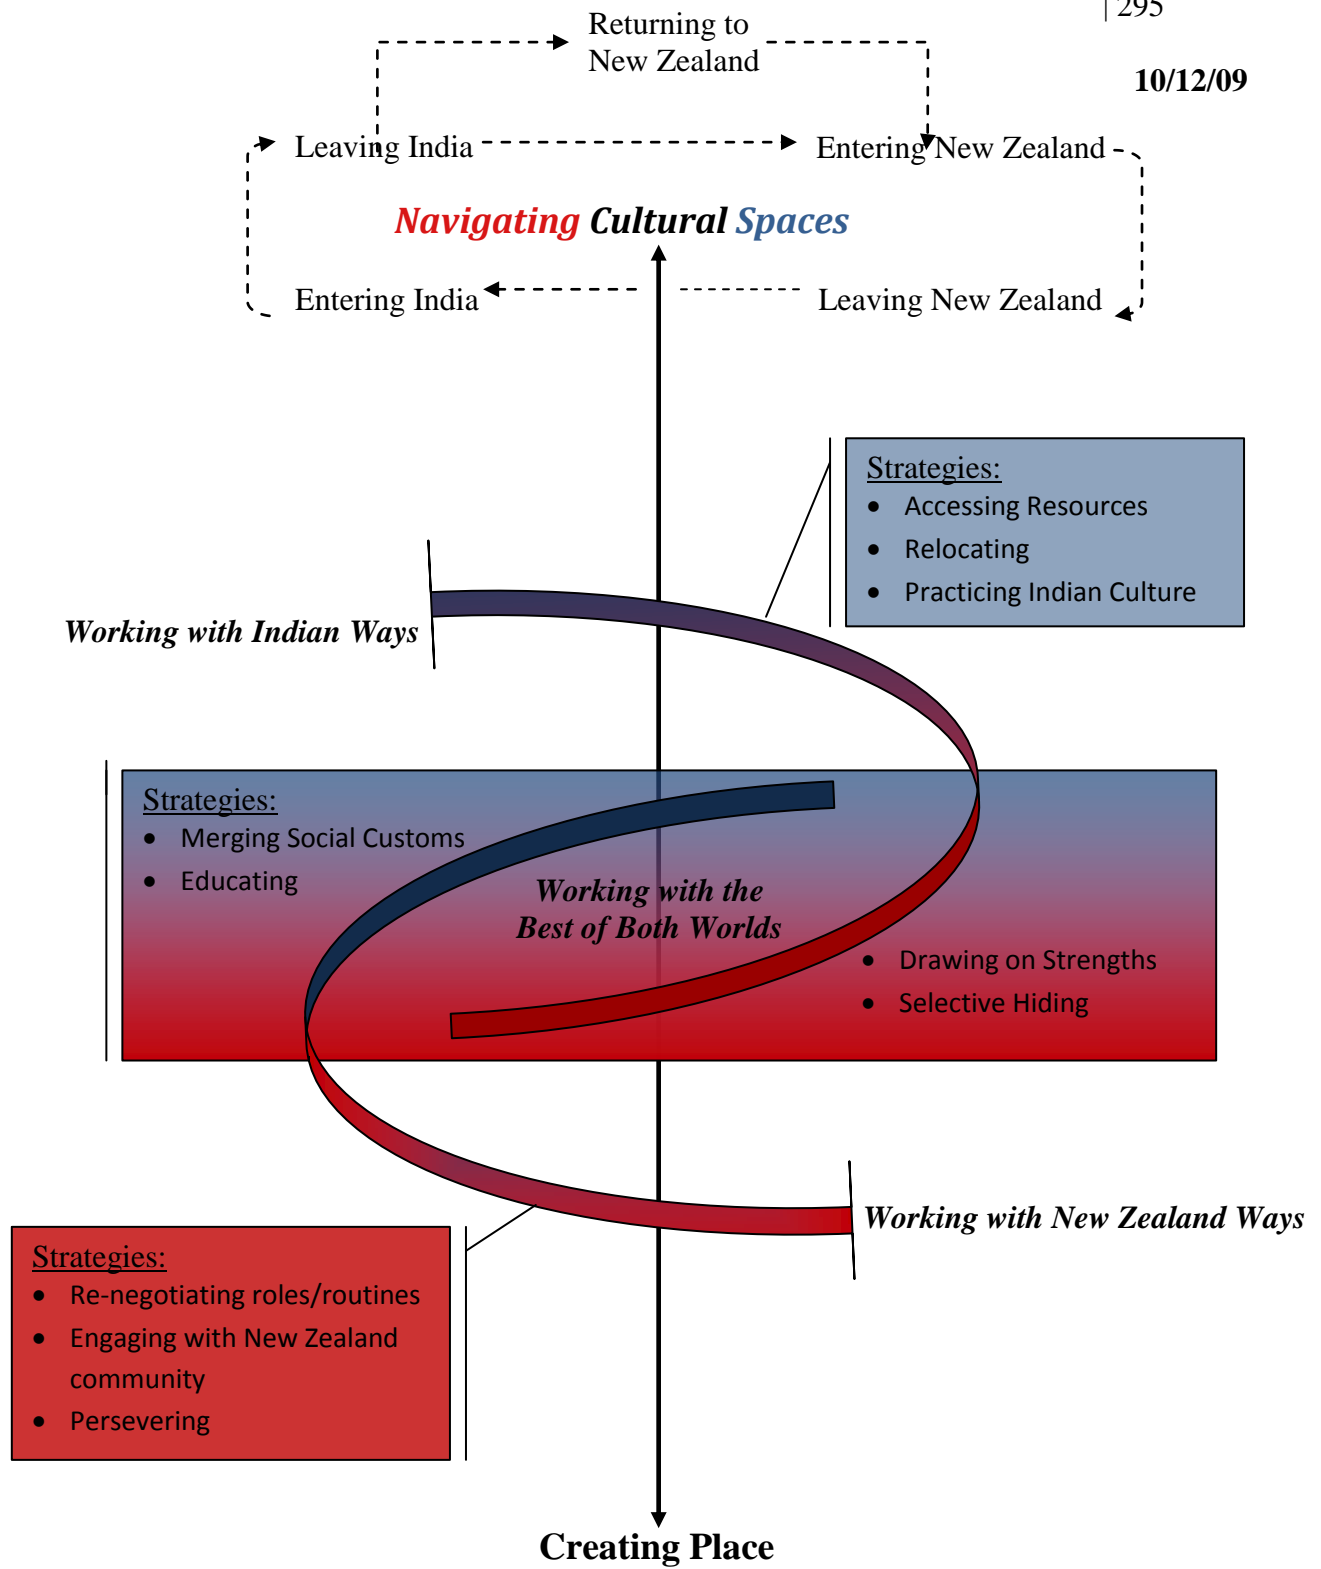 | 295
10/12/09
Returning to
New Zealand
Leaving India
Entering New Zealand
Navigating Cultural Spaces
Entering India
Leaving New Zealand
Strategies:
• Accessing Resources
• Relocating
• Practicing Indian Culture
Working with Indian Ways
Strategies:
• Merging Social Customs
• Educating
Working with the
Best of Both Worlds
• Drawing on Strengths
• Selective Hiding
Working with New Zealand Ways
Strategies:
• Re-negotiating roles/routines
• Engaging with New Zealand
community
• Persevering
Creating Place